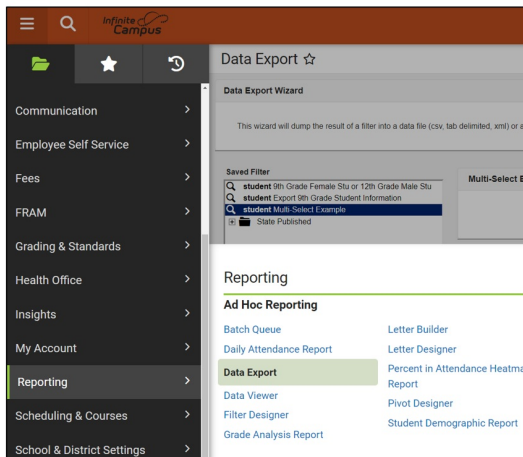 Infinite
Campus
Data Export
Data Export Wizard
This wizard will dump the result of a filter into a data file (csv, tab delimited, xml) or a
Saved Filter
student 9th Grade Female Stu or 12th Grade Male Stu
student Export 9th Grade Student Information
student Multi-Select Example
State Published
Multi-Select E
Communication
Employee Self Service
Fees
FRAM
Grading & Standards
Health Office
Insights
My Account
Reporting
Scheduling & Courses
School & District Settings
Reporting
Ad Hoc Reporting
Batch Queue
Daily Attendance Report
Data Export
Data Viewer
Filter Designer
Grade Analysis Report
Letter Builder
Letter Designer
Percent in Attendance Heatma
Report
Pivot Designer
Student Demographic Report